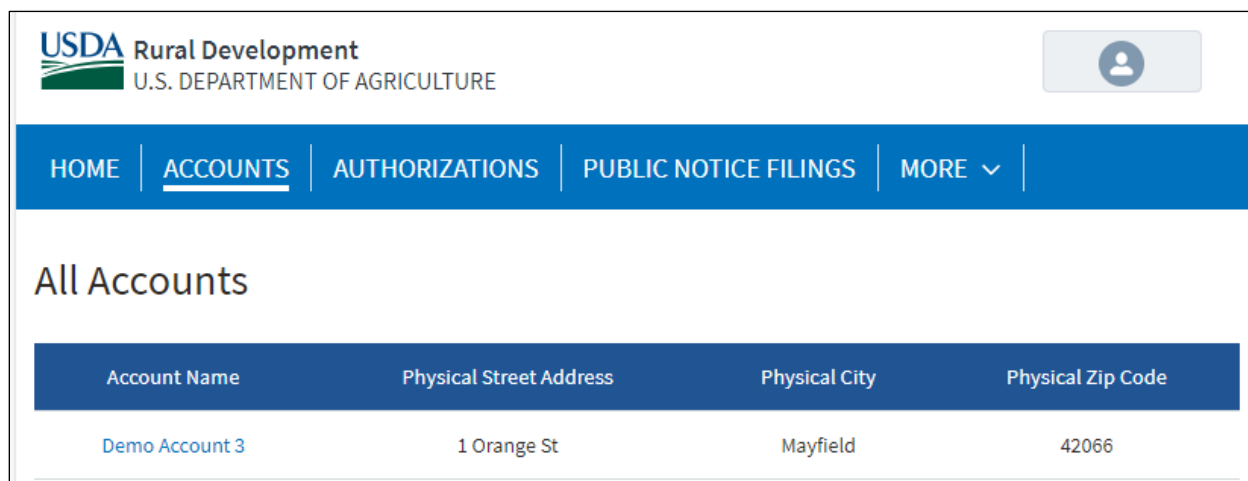 USDA Rural Development
U.S. DEPARTMENT OF AGRICULTURE
HOME ACCOUNTS AUTHORIZATIONS PUBLIC NOTICE FILINGS MORE
All Accounts
Account Name Physical Street Address Physical City Physical Zip Code
Demo Account 3 1 Orange St Mayfield 42066